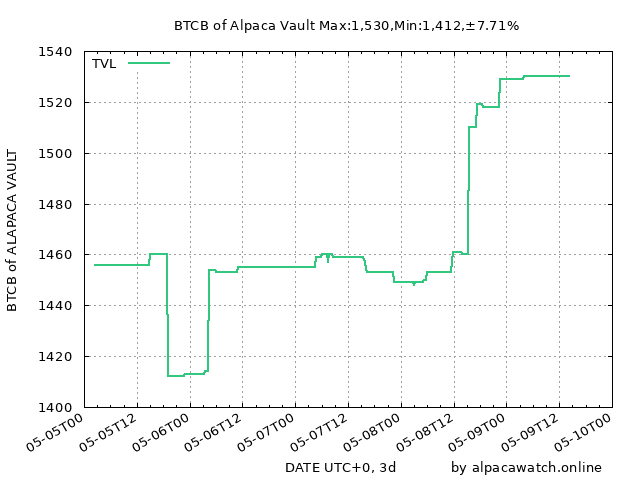 BTCB of Alpaca Vault Max:1,530,Min:1,412,±7.71%
TVL
BTCB of ALAPACA VAULT
1540
1520
1500
1480
1460
1440
1420
1400
05-05T00
05-05T12
05-06T00
05-06T12
05-07T00
05-07T12
05-08T00
05-08T12
05-09T00
05-09T12
05-10T00
DATE UTC+0, 3d
by alpacawatch.online